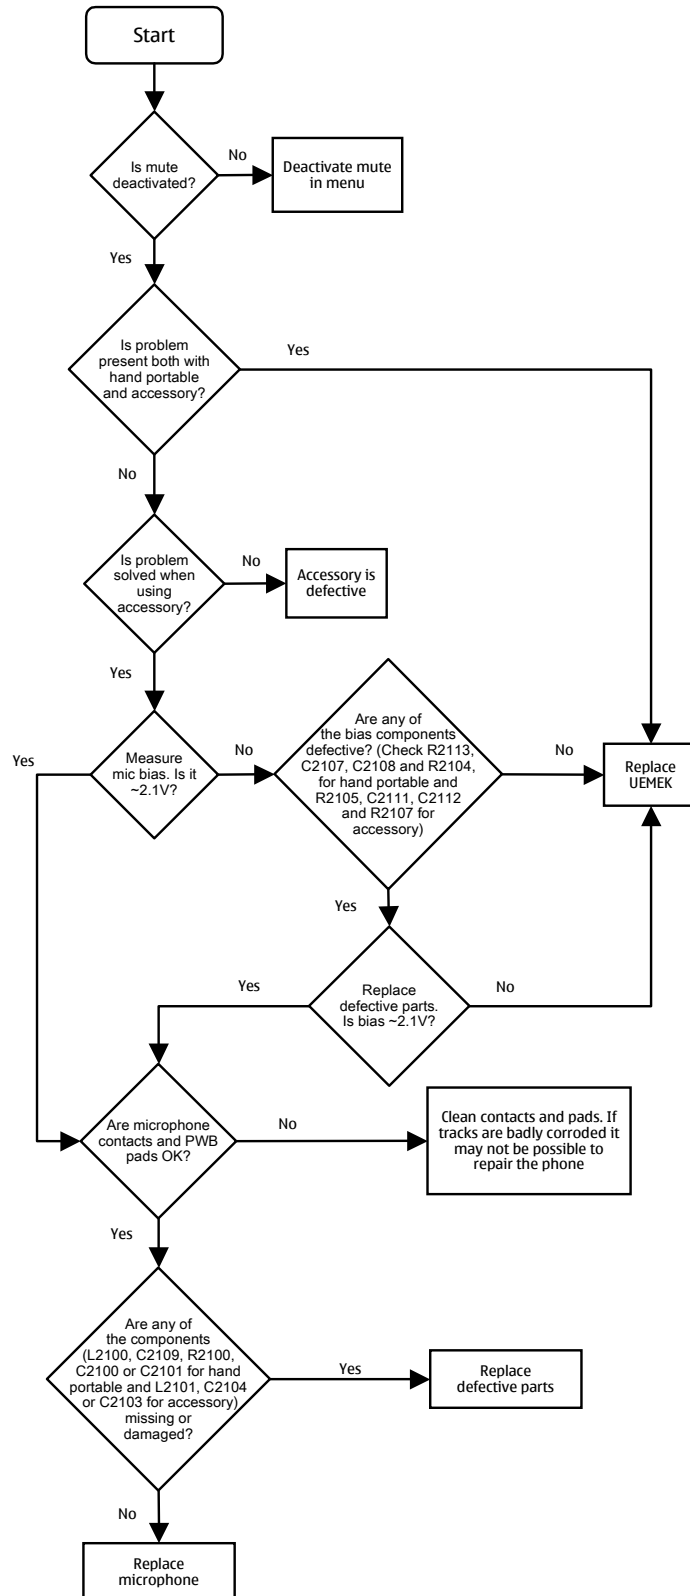 Start
Is mute
deactivated?
No
Deactivate mute
in menu
Yes
Is problem
present both with
hand portable
and accessory?
Yes
No
Is problem
solved when
using
accessory?
No
Accessory is
defective
Yes
Measure
mic bias. Is it
~2.1V?
Yes
No
Are any of
the bias components
defective? (Check R2113,
C2107, C2108 and R2104,
for hand portable and
R2105, C2111, C2112
and R2107 for
accessory)
No
Replace
UEMEK
Yes
Replace
defective parts.
Is bias ~2.1V?
Yes
No
Are microphone
contacts and PWB
pads OK?
No
Clean contacts and pads. If
tracks are badly corroded it
may not be possible to
repair the phone
Yes
Are any of
the components
(L2100, C2109, R2100,
C2100 or C2101 for hand
portable and L2101, C2104
or C2103 for accessory)
missing or
damaged?
Yes
Replace
defective parts
No
Replace
microphone